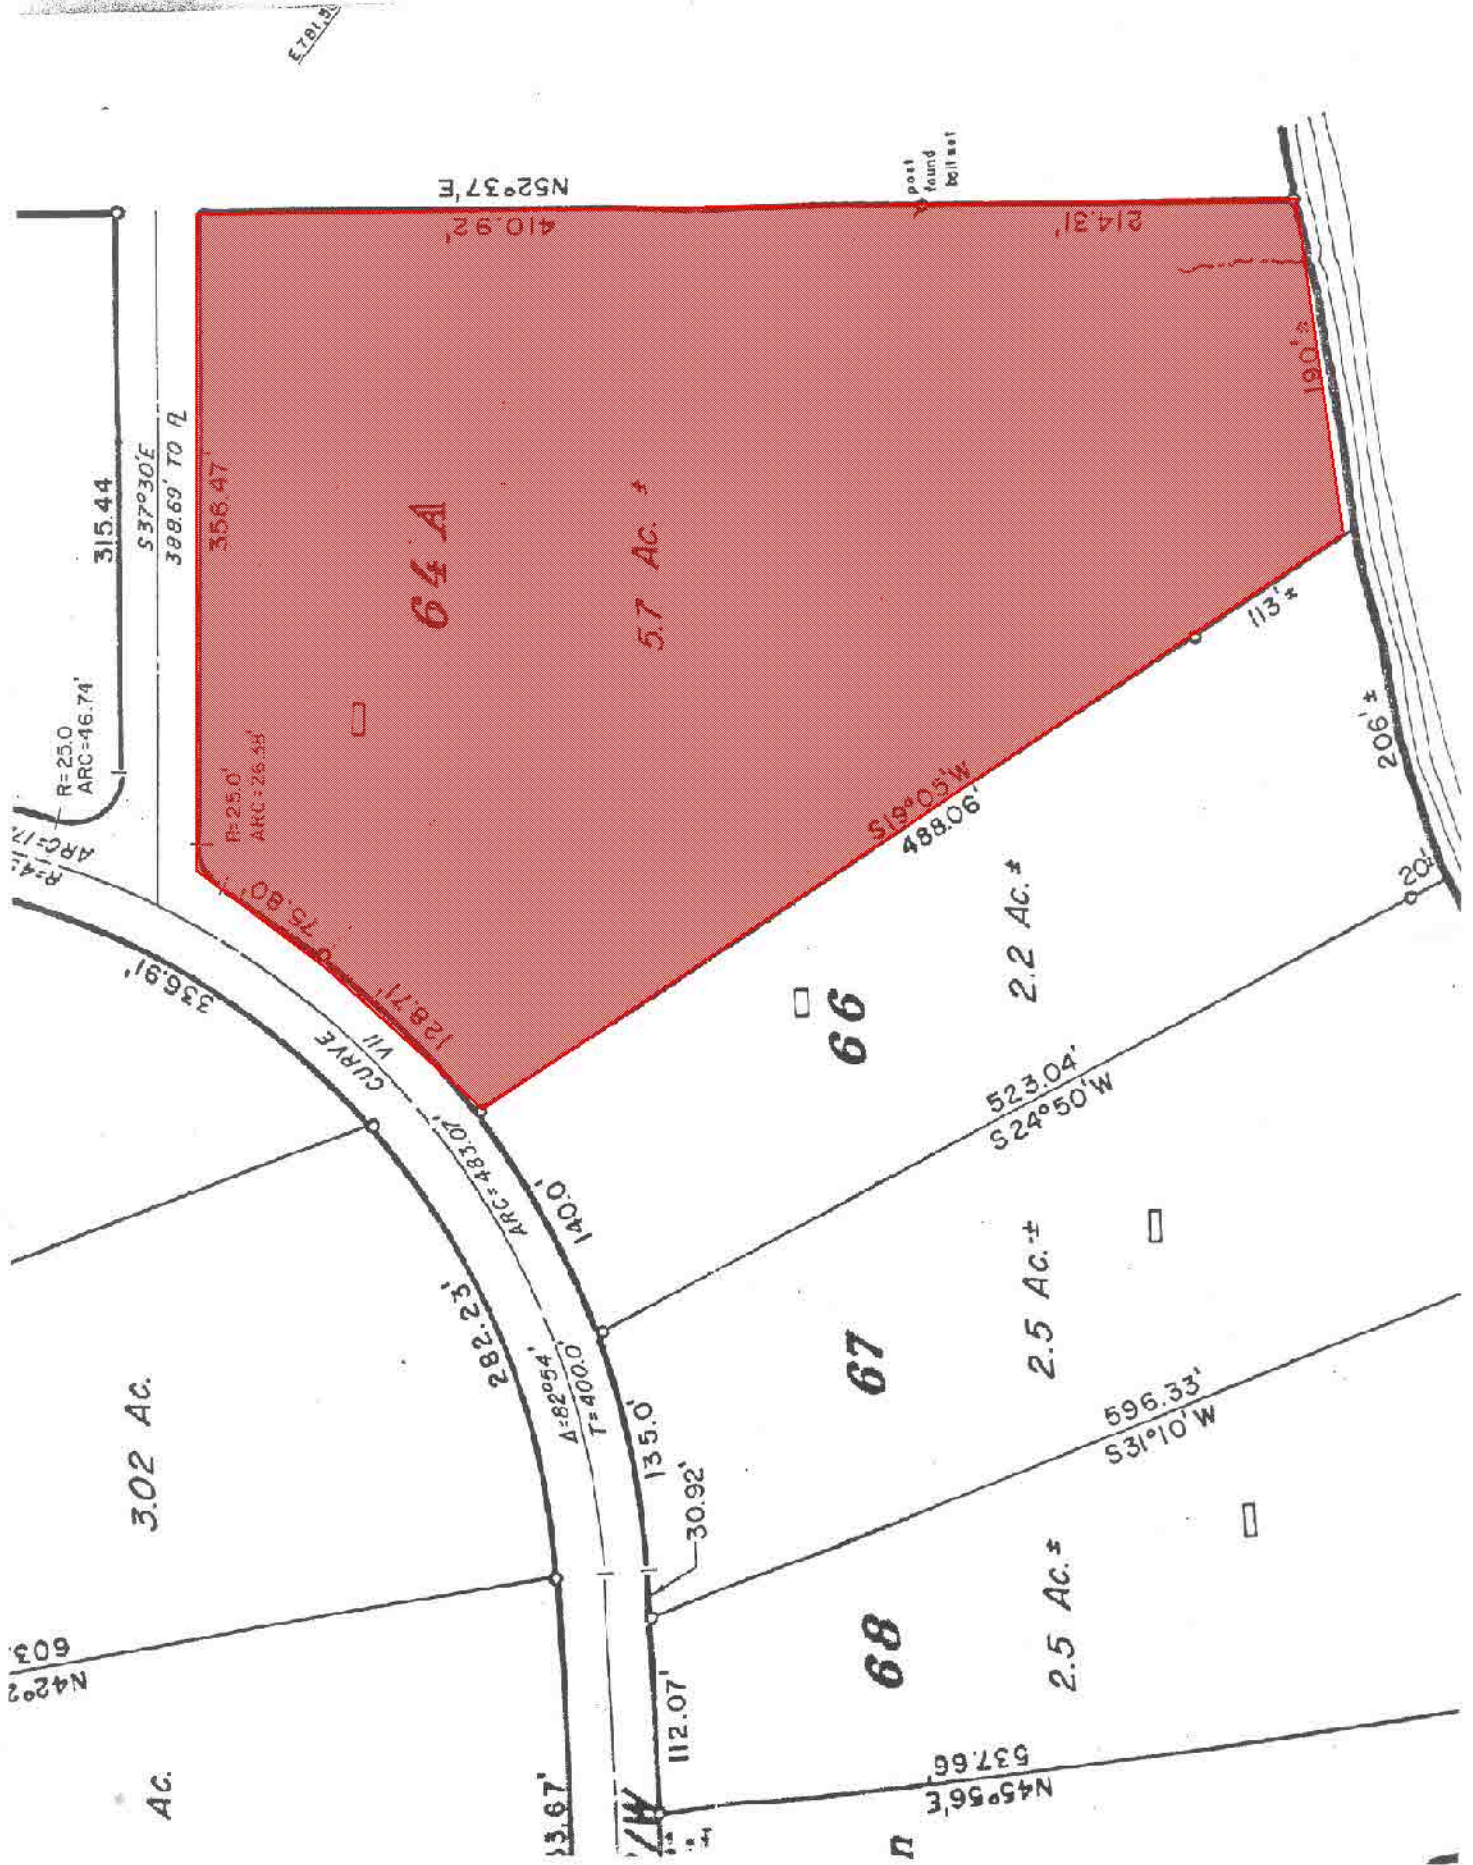 N52°37'E
410.92'
post
found
bolt set
214.31'
190' ±
315.44
S37°30'E
388.69' TO PL
358.47'
64 A
5.7 Ac. ±
R=25.0
ARC=46.74'
R=25.0'
ARC=26.38'
75.80'
128.71'
S19°05'W
488.06'
113' ±
206' ±
20'±
336.91'
CURVE
VII
ARC=483.07'
140.0'
66
2.2 Ac. ±
523.04'
S24°50'W
282.23'
Δ=82°54'
T=400.0'
135.0'
30.92'
67
2.5 Ac. ±
596.33'
S31°10'W
3.02 Ac.
68
2.5 Ac. ±
112.07'
537.66'
N45°56'E
Ac.